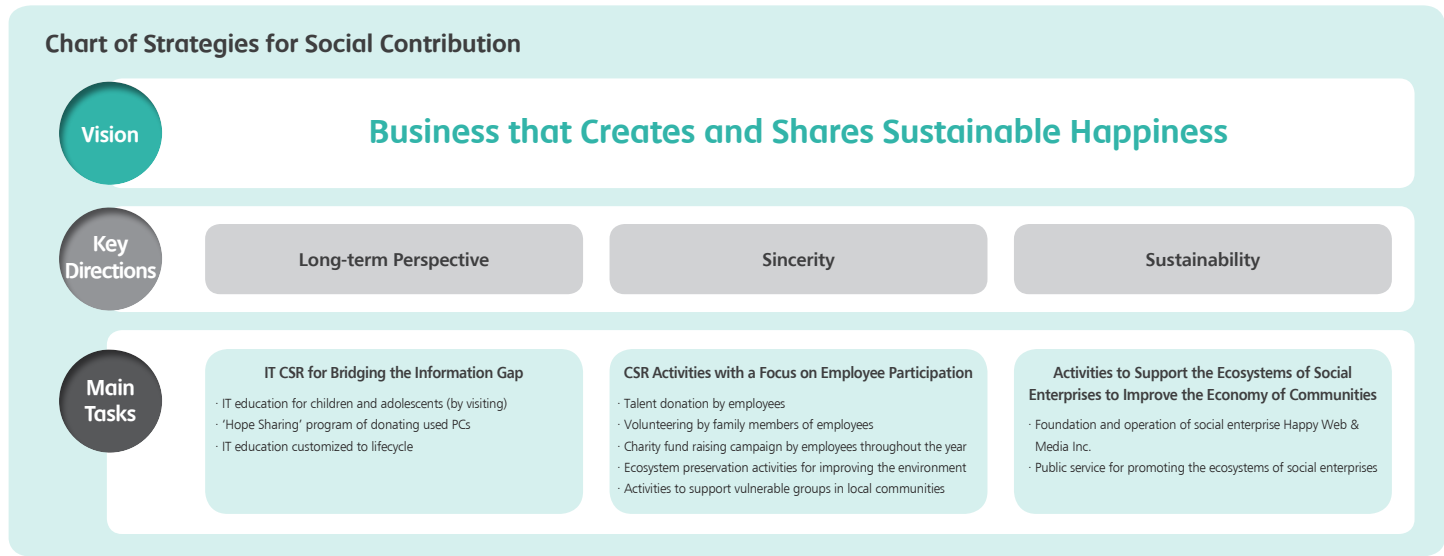 Chart of Strategies for Social Contribution
Vision
Business that Creates and Shares Sustainable Happiness
Key
Directions
Long-term Perspective
Sincerity
Sustainability
Main
Tasks
IT CSR for Bridging the Information Gap
· IT education for children and adolescents (by visiting)
· ‘Hope Sharing’ program of donating used PCs
· IT education customized to lifecycle
CSR Activities with a Focus on Employee Participation
· Talent donation by employees
· Volunteering by family members of employees
· Charity fund raising campaign by employees throughout the year
· Ecosystem preservation activities for improving the environment
· Activities to support vulnerable groups in local communities
Activities to Support the Ecosystems of Social
Enterprises to Improve the Economy of Communities
· Foundation and operation of social enterprise Happy Web &
Media Inc.
· Public service for promoting the ecosystems of social enterprises